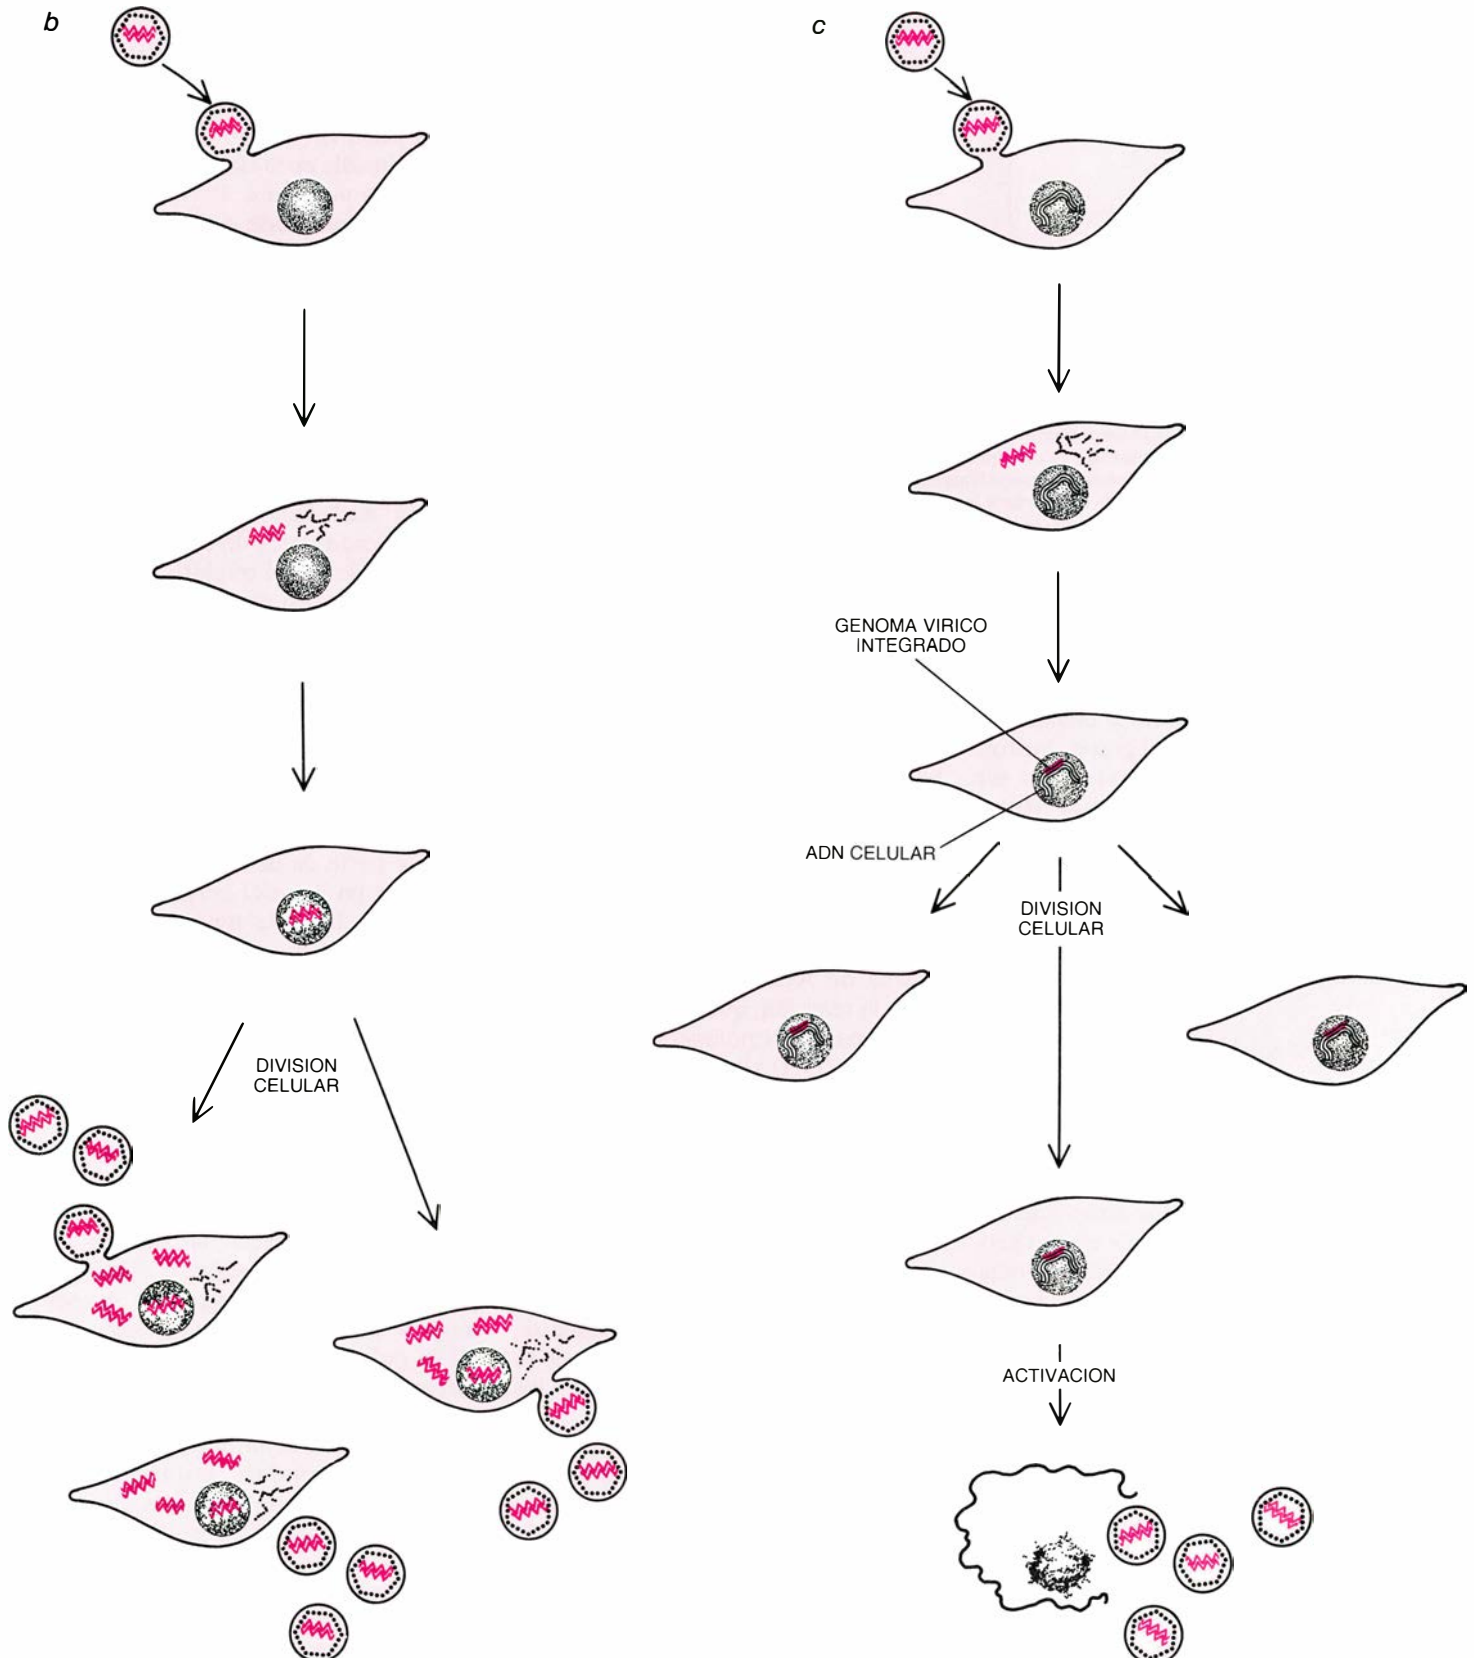 b
DIVISION
CELULAR
c
GENOMA VIRICO
INTEGRADO
ADN CELULAR
DIVISION
CELULAR
ACTIVACION